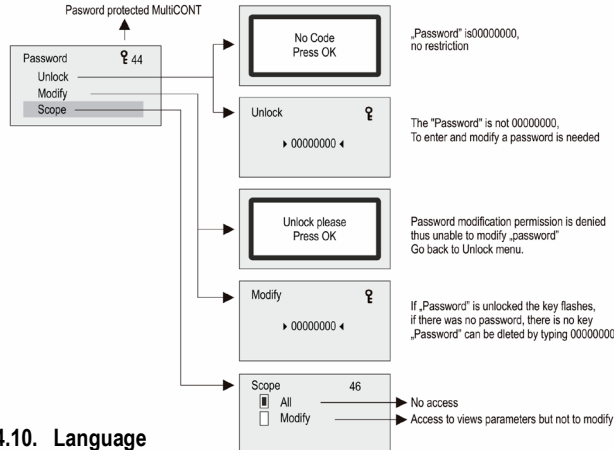 Pasword protected MultiCONT
Password 44
Unlock
Modify
Scope
No Code
Press OK
„Password” is00000000,
no restriction
Unlock
00000000
The "Password" is not 00000000,
To enter and modify a password is needed
Unlock please
Press OK
Password modification permission is denied
thus unable to modify „password”
Go back to Unlock menu.
Modify
00000000
If „Password” is unlocked the key flashes,
if there was no password, there is no key
„Password” can be dleted by typing 00000000
Scope 46
All
No access
Modify
Access to views parameters but not to modify
4.10. Language